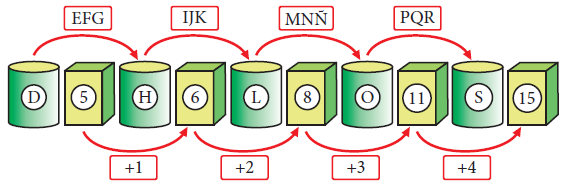 EFG IJK MNÑ PQR
D 5 H 6 L 8 O 11 S 15
+1 +2 +3 +4